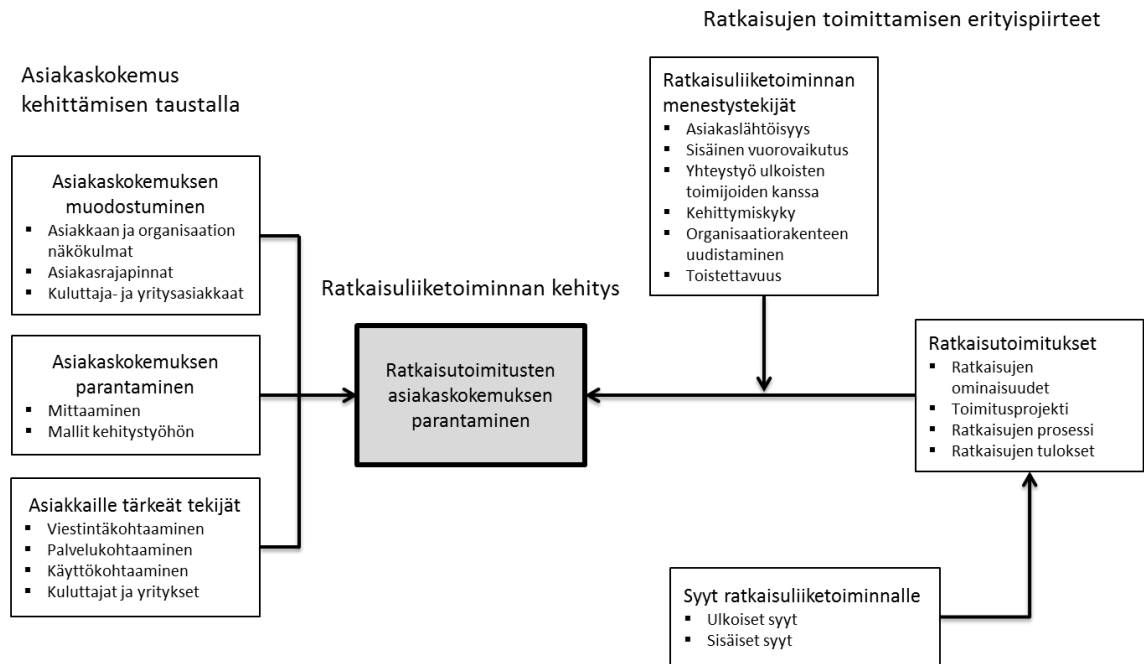 Ratkaisujen toimittamisen erityispiirteet
Asiakaskokemus
kehittämisen taustalla
Asiakaskokemuksen
muodostuminen
▪ Asiakkaan ja organisaation
näkökulmat
▪ Asiakasrajapinnat
▪ Kuluttaja- ja yritysasiakkaat
Asiakaskokemuksen
parantaminen
▪ Mittaaminen
▪ Mallit kehitystyöhön
Asiakkaille tärkeät tekijät
▪ Viestintäkohtaaminen
▪ Palvelukohtaaminen
▪ Käyttökohtaaminen
▪ Kuluttajat ja yritykset
Ratkaisuliiketoiminnan kehitys
Ratkaisutoimitusten
asiakaskokemuksen
parantaminen
Ratkaisuliiketoiminnan
menestystekijät
▪ Asiakaslähtöisyys
▪ Sisäinen vuorovaikutus
▪ Yhteystyö ulkoisten
toimijoiden kanssa
▪ Kehittymiskyky
▪ Organisaatiorakenteen
uudistaminen
▪ Toistettavuus
Ratkaisutoimitukset
▪ Ratkaisujen
ominaisuudet
▪ Toimitusprojekti
▪ Ratkaisujen prosessi
▪ Ratkaisujen tulokset
Syyt ratkaisuliiketoiminnalle
▪ Ulkoiset syyt
▪ Sisäiset syyt